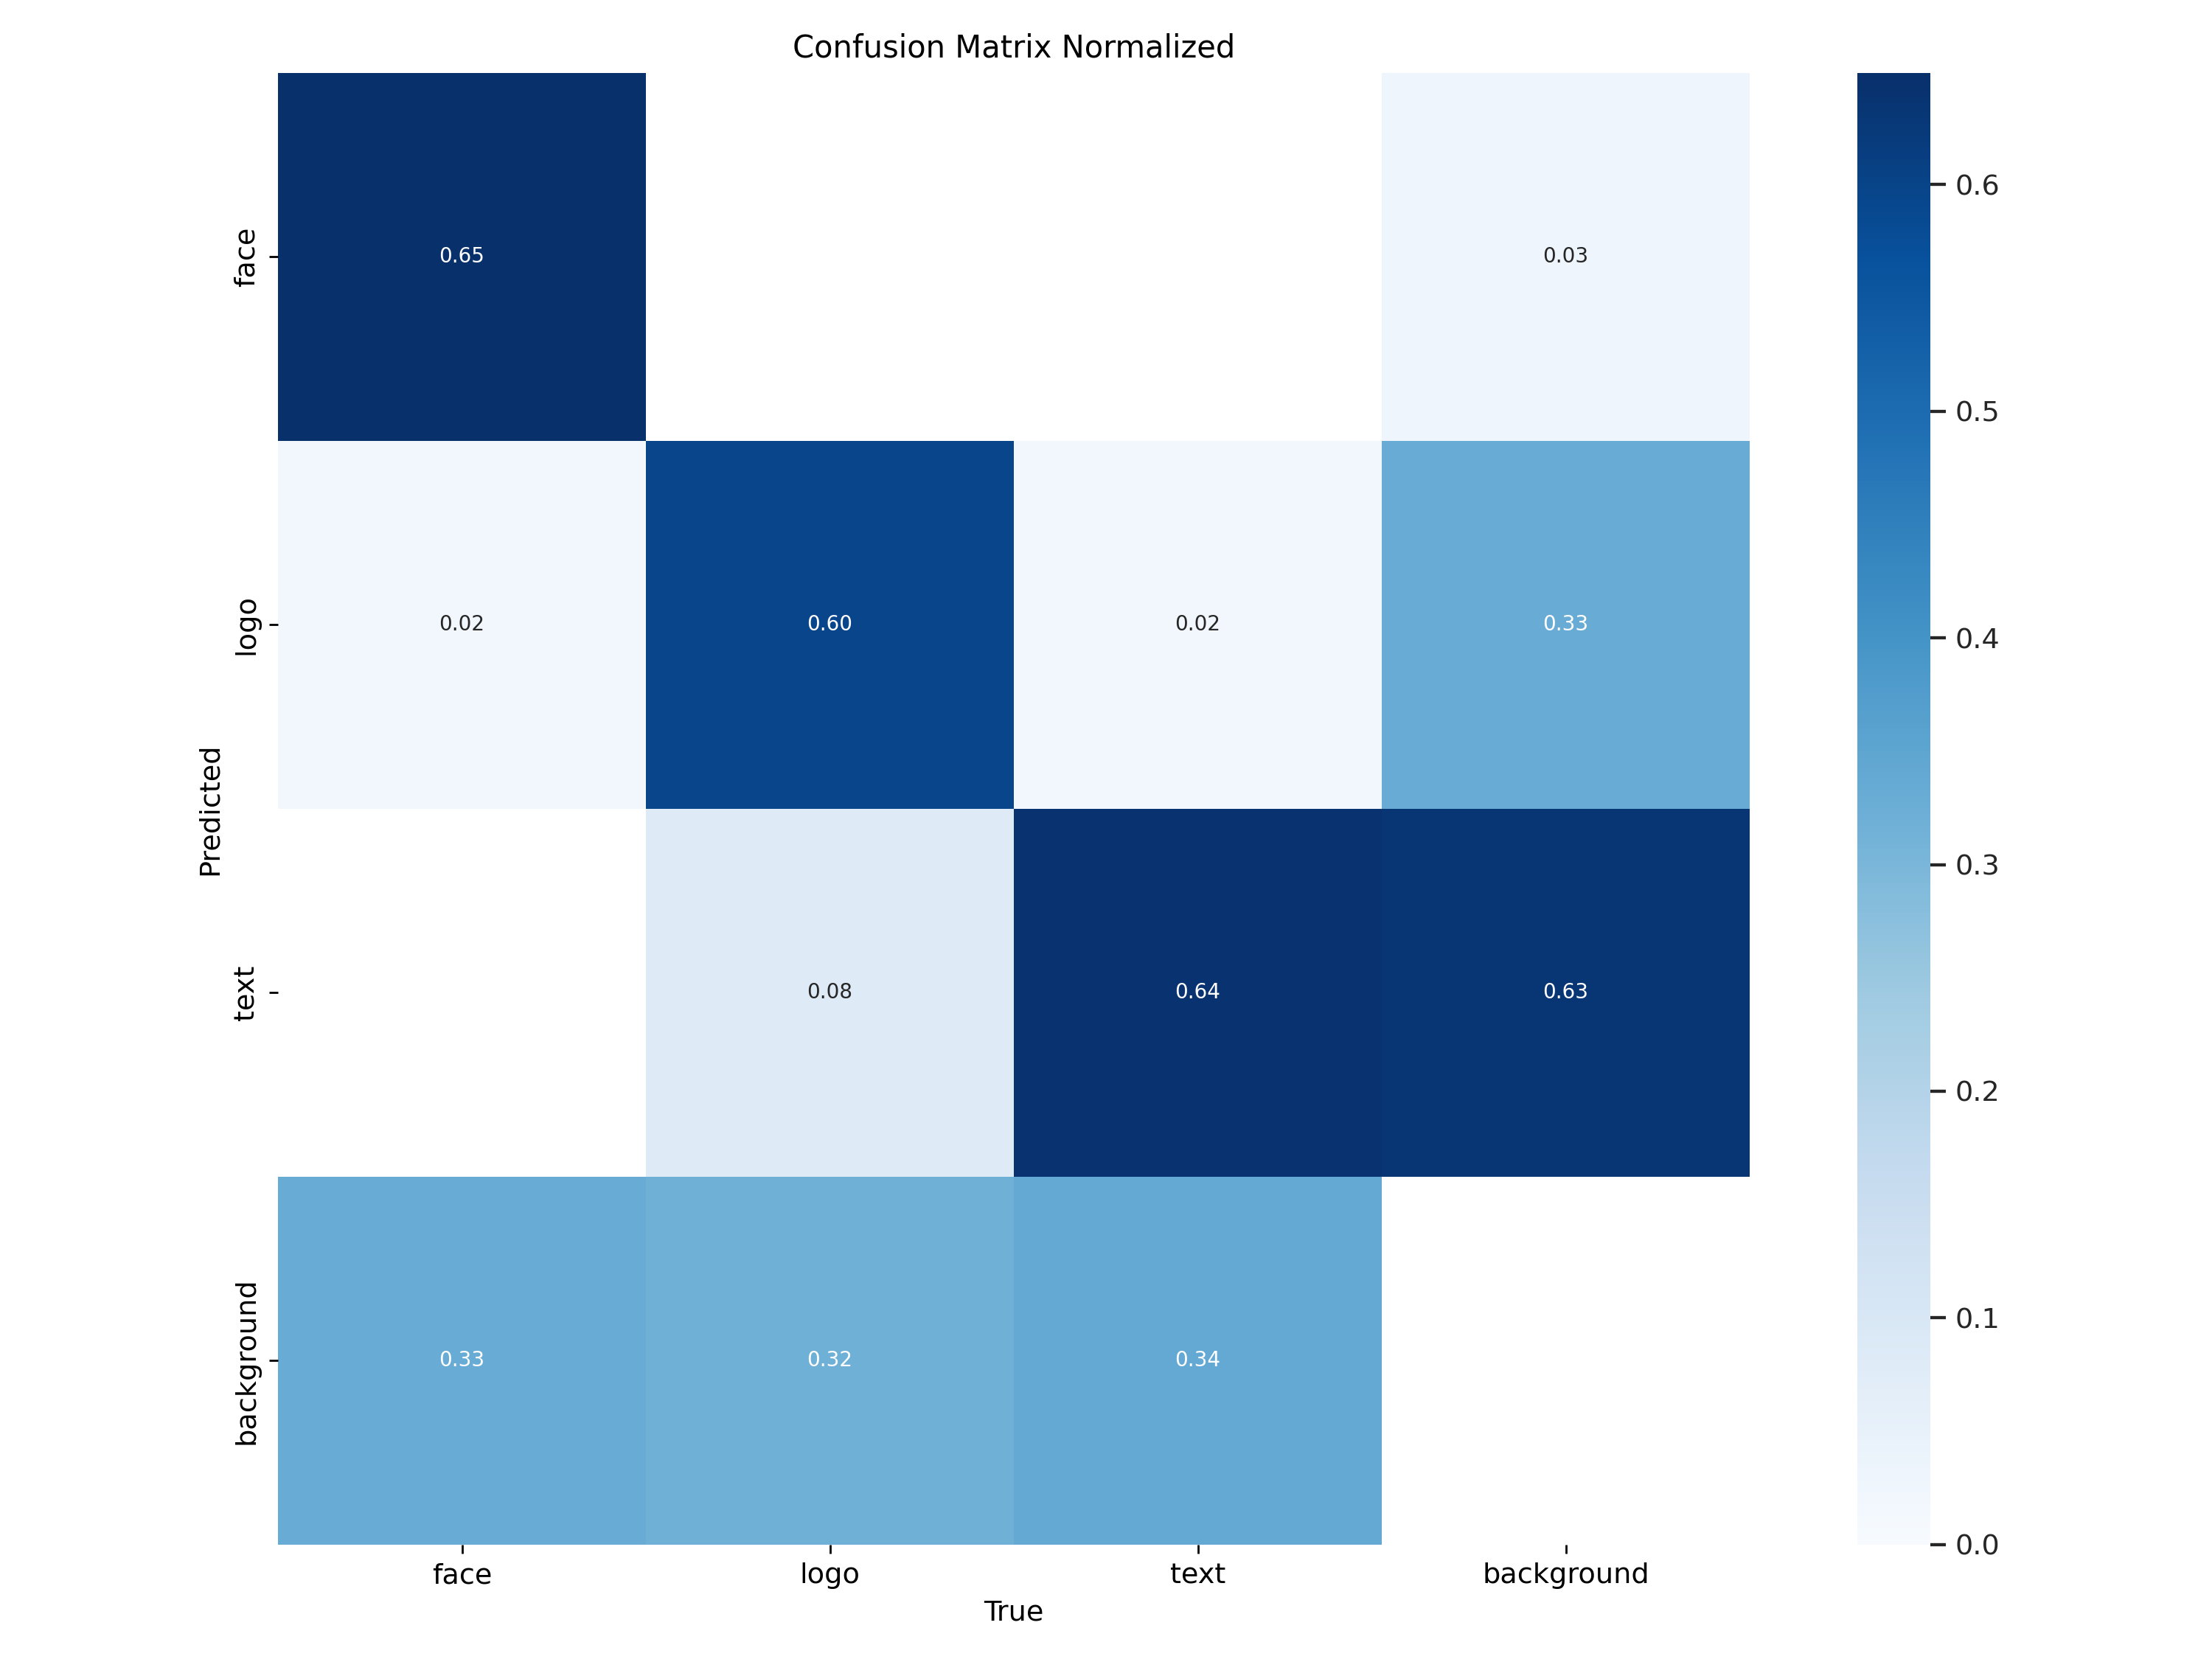 Confusion Matrix Normalized
face
0.65
0.03
logo
0.02
0.60
0.02
0.33
text
0.08
0.64
0.63
background
0.33
0.32
0.34
Predicted
face
logo
text
background
True
0.6
0.5
0.4
0.3
0.2
0.1
0.0